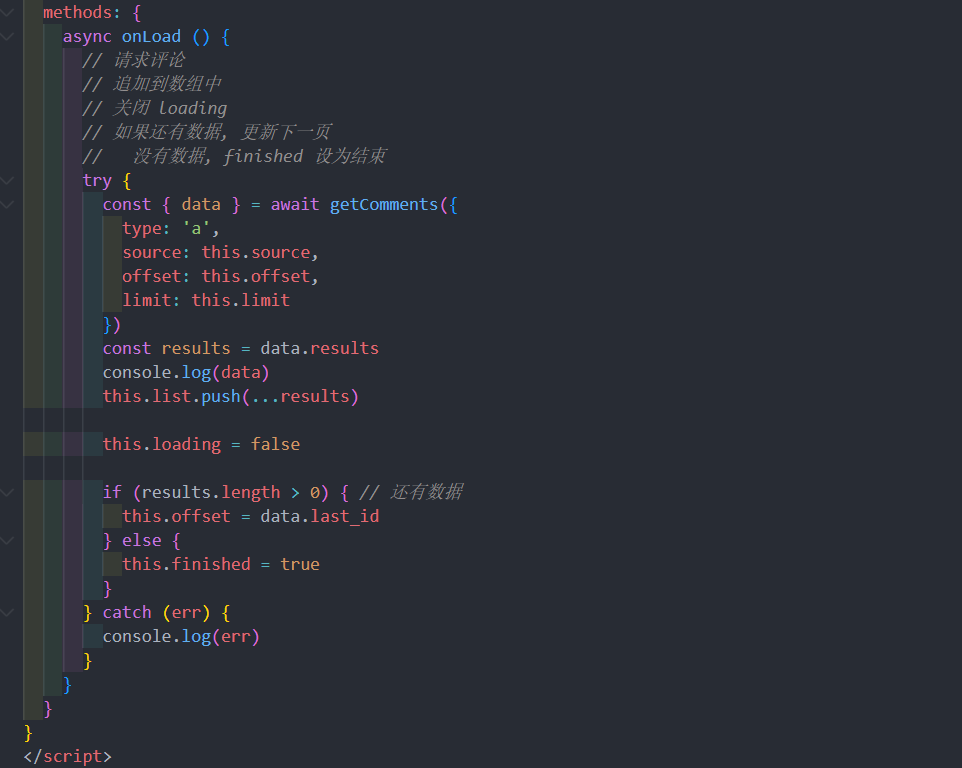 methods: {
async onLoad () {
// 请求评论
// 追加到数组中
// 关闭 loading
// 如果还有数据, 更新下一页
//   没有数据, finished 设为结束
try {
const { data } = await getComments({
type: 'a',
source: this.source,
offset: this.offset,
limit: this.limit
})
const results = data.results
console.log(data)
this.list.push(...results)
this.loading = false
if (results.length > 0) { // 还有数据
this.offset = data.last_id
} else {
this.finished = true
}
} catch (err) {
console.log(err)
}
}
}
}
</script>